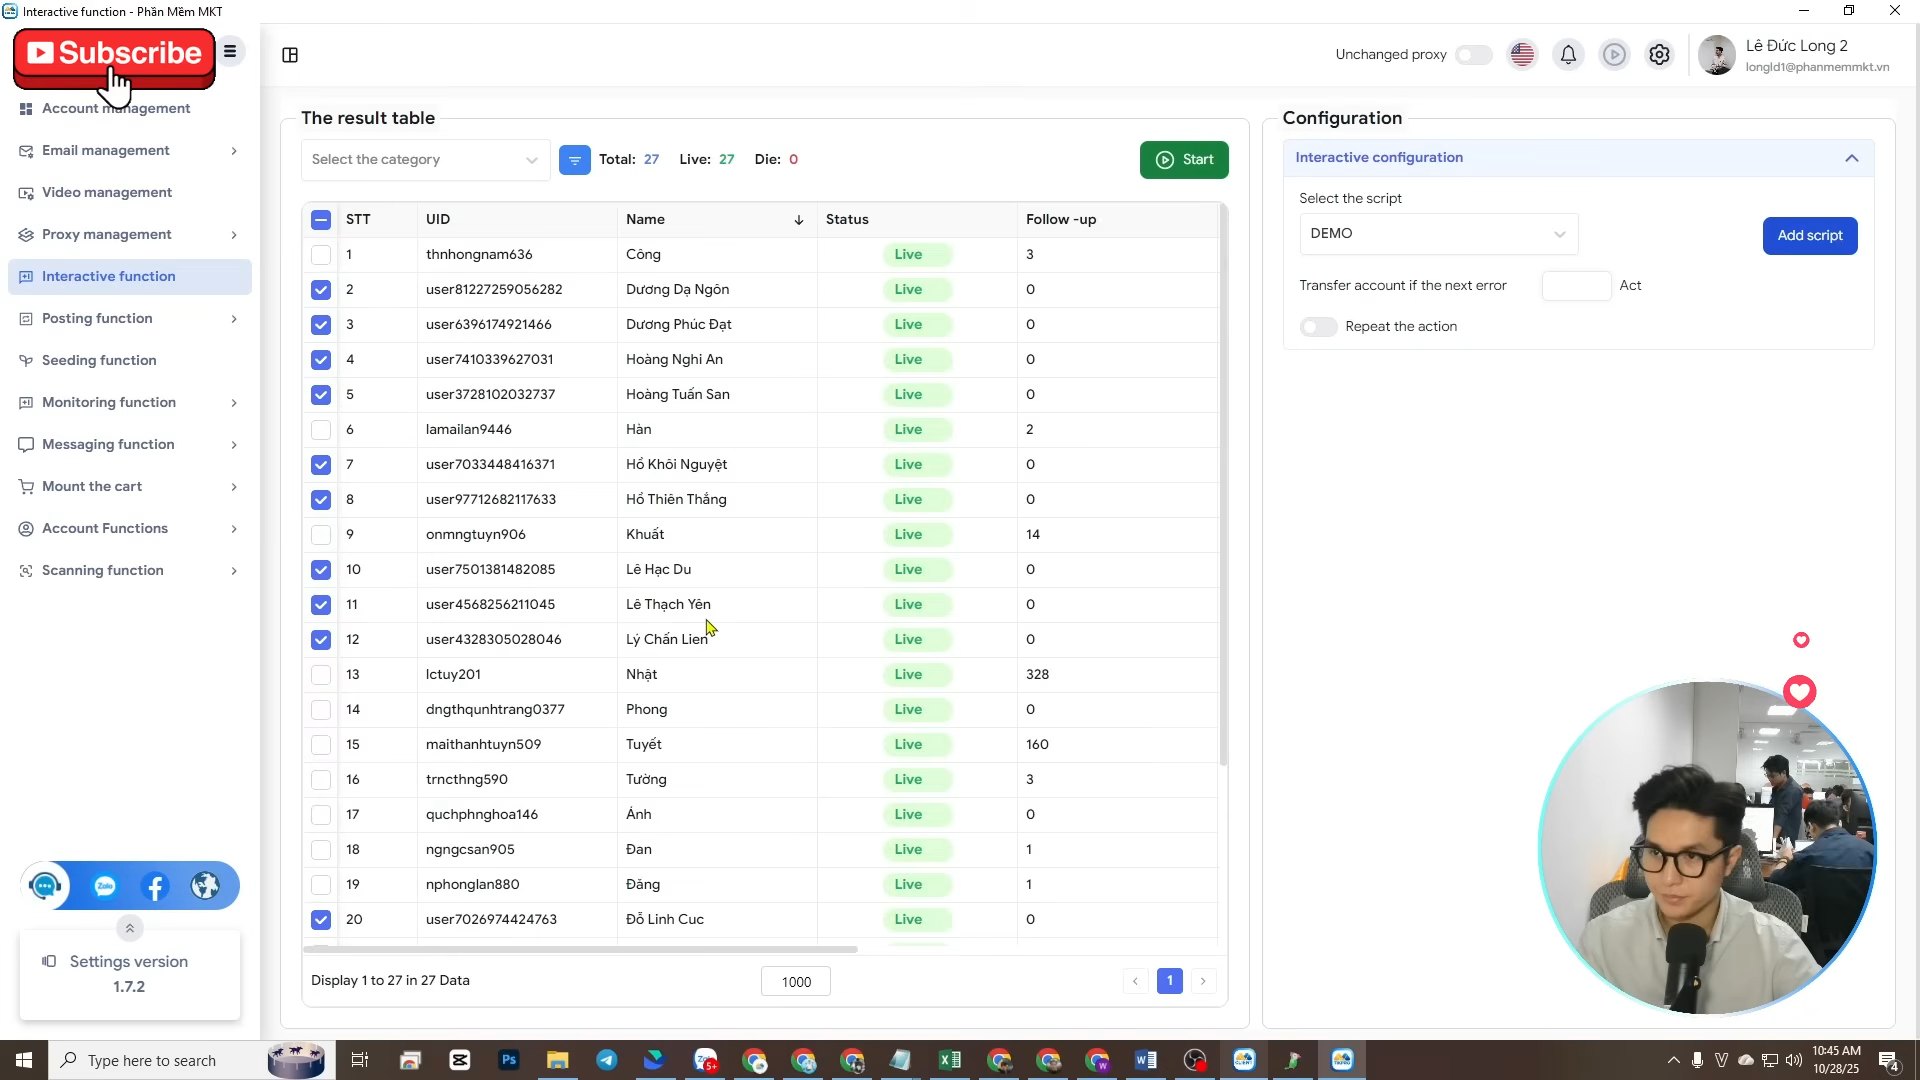 Interactive function - Phần Mềm MKT
Subscribe
Unchanged proxy
Lê Đức Long 2
longld1@phanmemmkt.vn
Account management
Email management
Video management
Proxy management
Interactive function
Posting function
Seeding function
Monitoring function
Messaging function
Mount the cart
Account Functions
Scanning function
Zalo
Settings version
1.7.2
The result table
Select the category
Total: 27 Live: 27 Die: 0
Start
STT UID Name Status Follow -up
1 thnhongnam636 Công Live 3
2 user81227259056282 Dương Dạ Ngôn Live 0
3 user6396174921466 Dương Phúc Đạt Live 0
4 user7410339627031 Hoàng Nghi An Live 0
5 user3728102032737 Hoàng Tuấn San Live 0
6 lamailan9446 Hàn Live 2
7 user7033448416371 Hồ Khôi Nguyệt Live 0
8 user97712682117633 Hồ Thiên Thắng Live 0
9 onmngtuyn906 Khuất Live 14
10 user7501381482085 Lê Hạc Du Live 0
11 user4568256211045 Lê Thạch Yên Live 0
12 user4328305028046 Lý Chấn Lien Live 0
13 lctuy201 Nhật Live 328
14 dngthqunhtrang0377 Phong Live 0
15 maithanhtuyn509 Tuyết Live 160
16 trncthng590 Tường Live 3
17 quchphnghoa146 Ánh Live 0
18 ngngcsan905 Đan Live 1
19 nphonglan880 Đăng Live 1
20 user7026974424763 Đỗ Linh Cuc Live 0
Display 1 to 27 in 27 Data
1000
1
Configuration
Interactive configuration
Select the script
DEMO
Add script
Transfer account if the next error Act
Repeat the action
Type here to search
Ps
Zalo
5+
10:45 AM
10/28/25
4